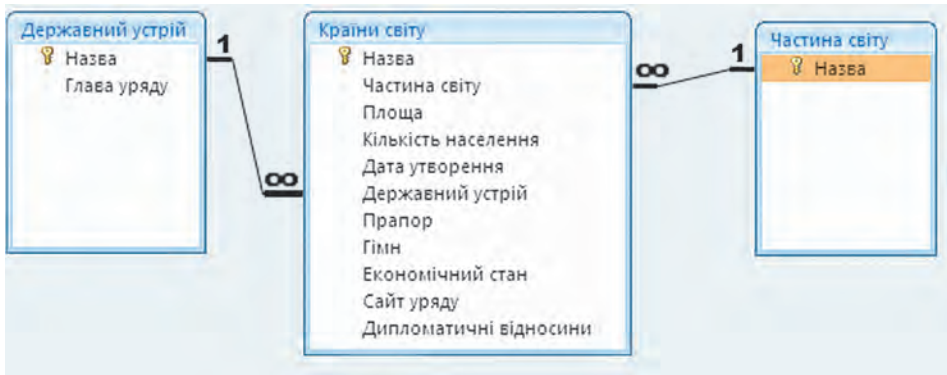 Державний устрій
Назва
Глава уряду
1
∞
Країни світу
Назва
Частина світу
Площа
Кількість населення
Дата утворення
Державний устрій
Прапор
Гімн
Економічний стан
Сайт уряду
Дипломатичні відносини
∞
1
Частина світу
Назва